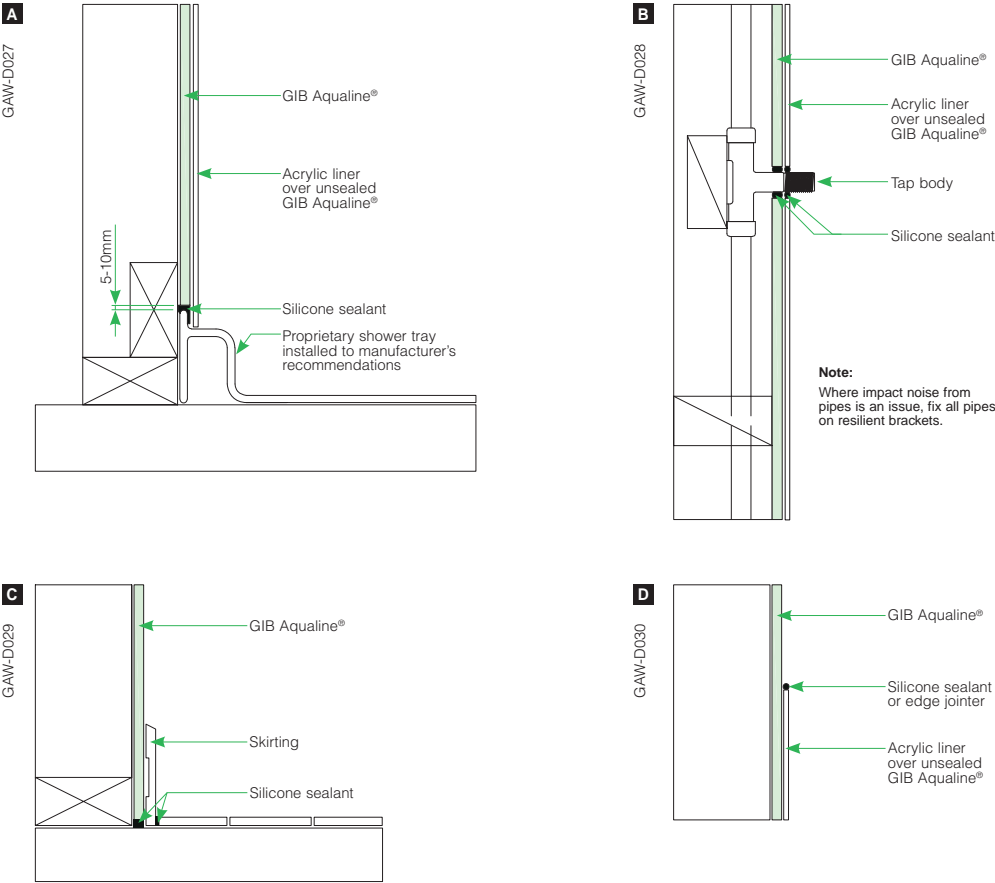 A
GAW-D027
GIB Aqualine®
Acrylic liner
over unsealed
GIB Aqualine®
5-10mm
Silicone sealant
Proprietary shower tray
installed to manufacturer's
recommendations
B
GAW-D028
GIB Aqualine®
Acrylic liner
over unsealed
GIB Aqualine®
Tap body
Silicone sealant
Note:
Where impact noise from
pipes is an issue, fix all pipes
on resilient brackets.
C
GAW-D029
GIB Aqualine®
Skirting
Silicone sealant
D
GAW-D030
GIB Aqualine®
Silicone sealant
or edge jointer
Acrylic liner
over unsealed
GIB Aqualine®